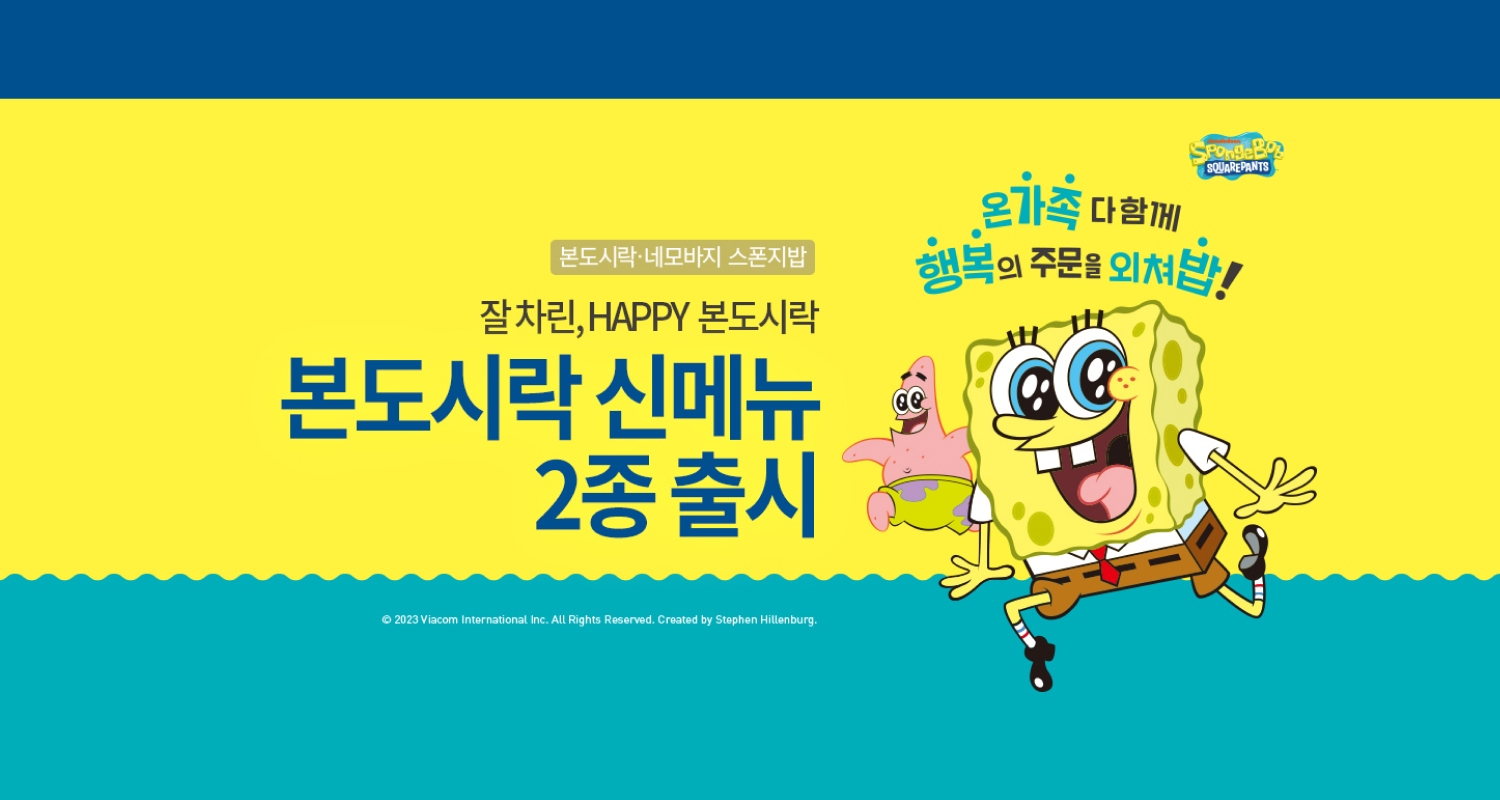 본도시락·네모바지 스폰지밥
잘 차린, HAPPY 본도시락
본도시락 신메뉴
2종 출시
© 2023 Viacom International Inc. All Rights Reserved. Created by Stephen Hillenburg.
SpongeBob
SQUAREPANTS
온가족 다 함께
행복의 주문을 외쳐밥!